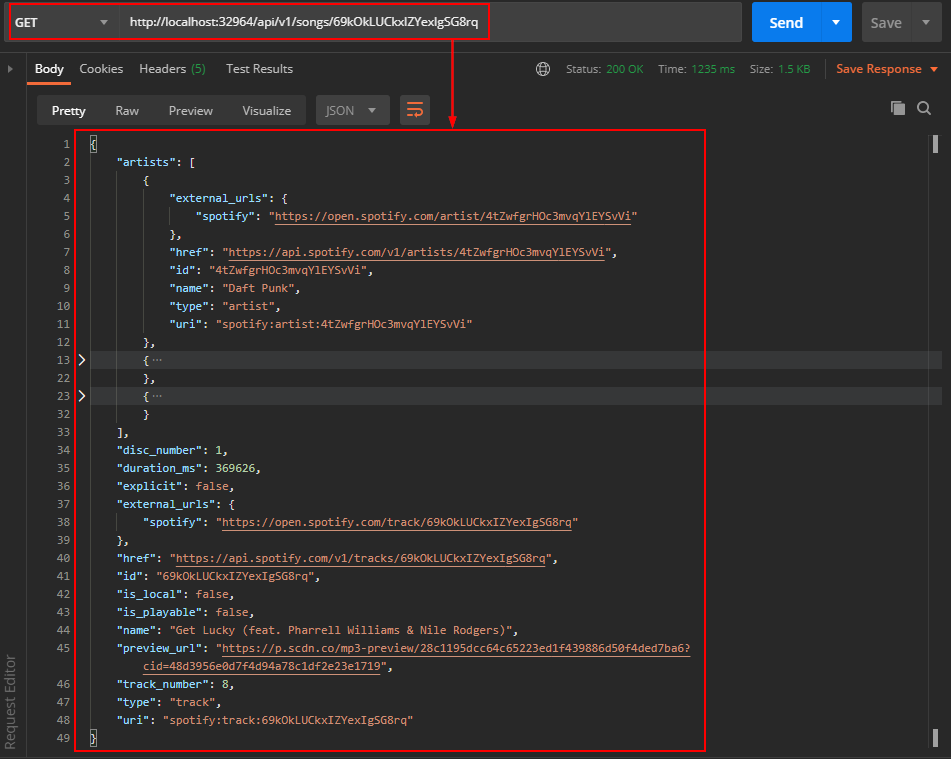 GET http://localhost:32964/api/v1/songs/69kOkLUCkxIZYexIgSG8rq Send Save
Body Cookies Headers (5) Test Results Status: 200 OK Time: 1235 ms Size: 1.5 KB Save Response
Pretty Raw Preview Visualize JSON
1 {
2 "artists": [
3 {
4 "external_urls": {
5 "spotify": "https://open.spotify.com/artist/4tZwfgrHOc3mvqYlEYSvVi"
6 },
7 "href": "https://api.spotify.com/v1/artists/4tZwfgrHOc3mvqYlEYSvVi",
8 "id": "4tZwfgrHOc3mvqYlEYSvVi",
9 "name": "Daft Punk",
10 "type": "artist",
11 "uri": "spotify:artist:4tZwfgrHOc3mvqYlEYSvVi"
12 },
13 { ···
22 },
23 { ···
32 }
33 ],
34 "disc_number": 1,
35 "duration_ms": 369626,
36 "explicit": false,
37 "external_urls": {
38 "spotify": "https://open.spotify.com/track/69kOkLUCkxIZYexIgSG8rq"
39 },
40 "href": "https://api.spotify.com/v1/tracks/69kOkLUCkxIZYexIgSG8rq",
41 "id": "69kOkLUCkxIZYexIgSG8rq",
42 "is_local": false,
43 "is_playable": false,
44 "name": "Get Lucky (feat. Pharrell Williams & Nile Rodgers)",
45 "preview_url": "https://p.scdn.co/mp3-preview/28c1195dcc64c65223ed1f439886d50f4ded7ba6?
cid=48d3956e0d7f4d94a78c1df2e23e1719",
46 "track_number": 8,
47 "type": "track",
48 "uri": "spotify:track:69kOkLUCkxIZYexIgSG8rq"
49 }
Request Editor